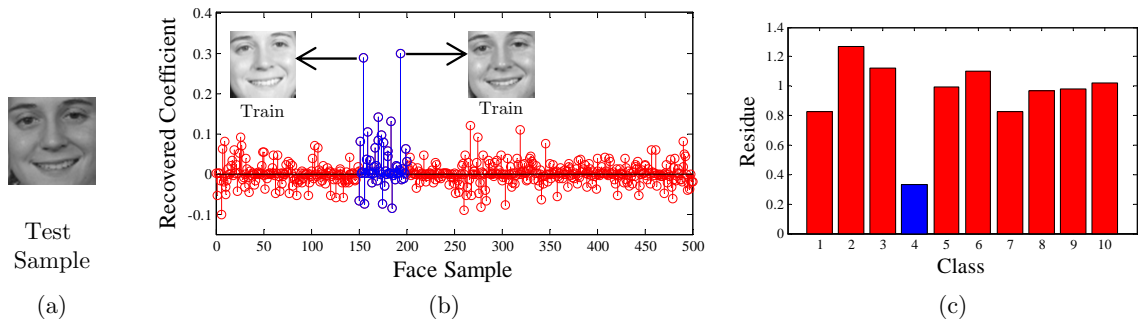 Test
Sample
(a)
Recovered Coefficient
0.4
0.3
0.2
0.1
0
-0.1
Train
Train
0 50 100 150 200 250 300 350 400 450 500
Face Sample
(b)
Residue
1.4
1.2
1
0.8
0.6
0.4
0.2
0
1 2 3 4 5 6 7 8 9 10
Class
(c)